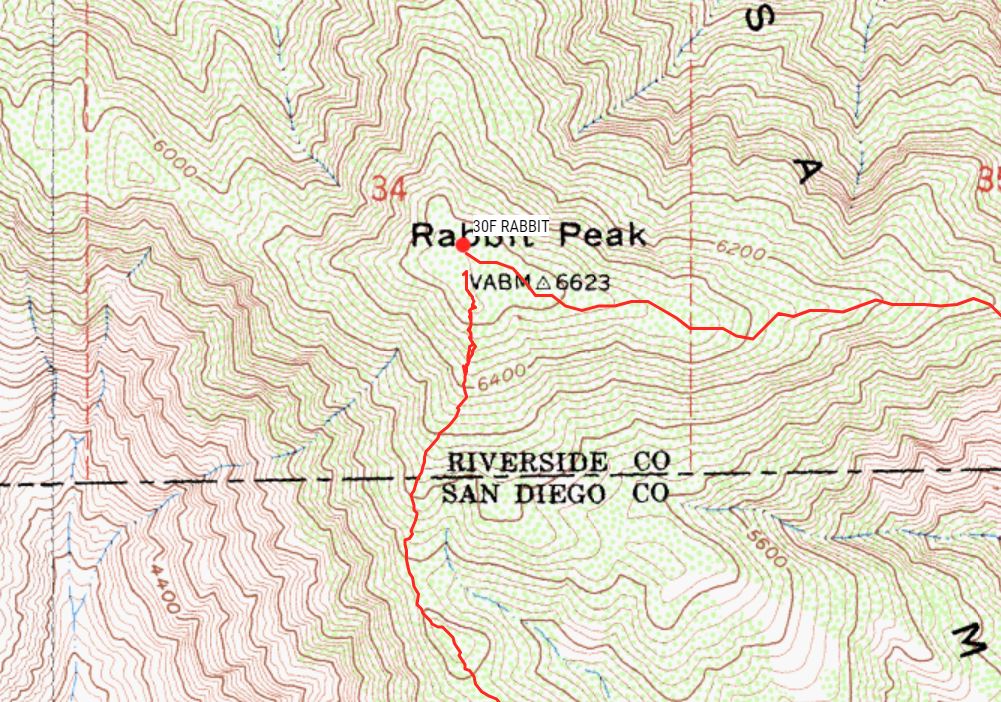 S
6000
A
34
35
30F RABBIT
Rabbit Peak
6200
VABM 6623
6400
RIVERSIDE CO
SAN DIEGO CO
5600
4400
M